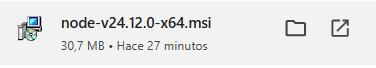 node-v24.12.0-x64.msi
30,7 MB • Hace 27 minutos